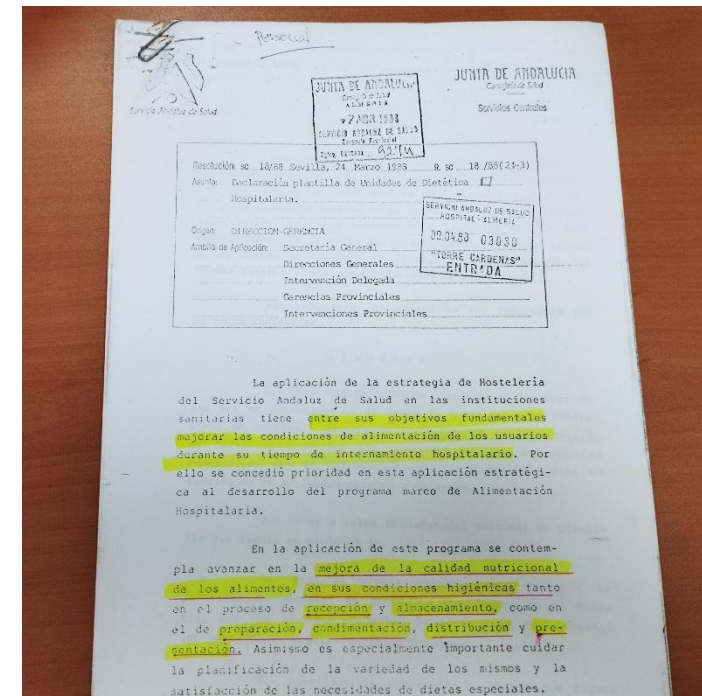 Personal
JUNTA DE ANDALUCIA
Consejería de Salud
Servicios Centrales
Servicio Andaluz de Salud
JUNTA DE ANDALUCIA
Consejería de Salud
ALMERIA
7 ABR 1988
SERVICIO ANDALUZ DE SALUD
Gerencia Provincial
9274
Resolución: sc 18/88 Sevilla, 24. Marzo 1988 R. sc 18 /88(24-3)
Asunto: Declaración plantilla de Unidades de Dietética
Hospitalaria.
SERVICIO ANDALUZ DE SALUD
HOSPITAL - ALMERIA
09.04.88 03030
"TORRE CARDENAS"
ENTRADA
Origen: DIRECCION-GERENCIA
Ambito de Aplicación: Secretaría General
Direcciones Generales
Intervención Delegada
Gerencias Provinciales
Intervenciones Provinciales
La aplicación de la estrategia de Hostelería
del Servicio Andaluz de Salud en las instituciones
sanitarias tiene entre sus objetivos fundamentales
mejorar las condiciones de alimentación de los usuarios
durante su tiempo de internamiento hospitalario. Por
ello se concedió prioridad en esta aplicación estratégi-
ca al desarrollo del programa marco de Alimentación
Hospitalaria.
En la aplicación de este programa se contem-
pla avanzar en la mejora de la calidad nutricional
de los alimentos, en sus condiciones higiénicas tanto
en el proceso de recepción y almacenamiento, como en
el de preparación, condimentación, distribución y pre-
sentación. Asimismo es especialmente importante cuidar
la planificación de la variedad de los mismos y la
satisfacción de las necesidades de dietas especiales.